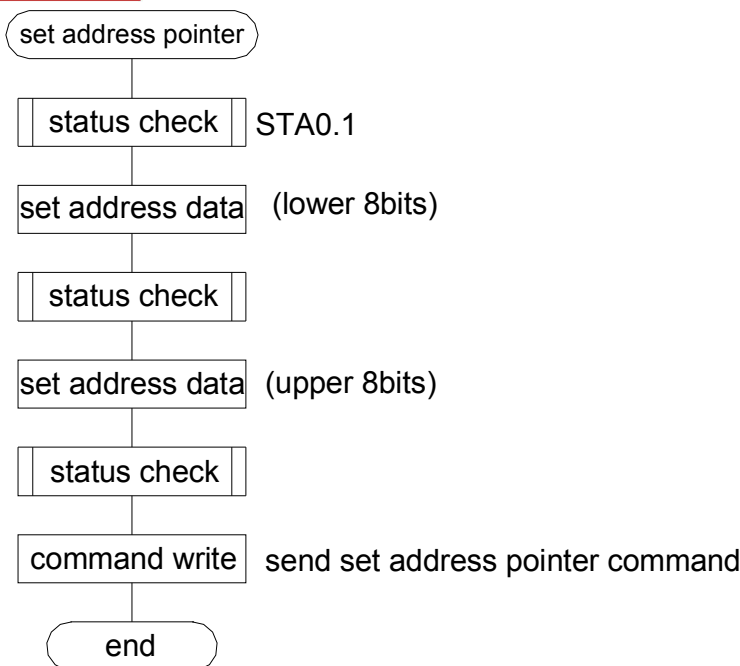 set address pointer
status check STA0.1
set address data (lower 8bits)
status check
set address data (upper 8bits)
status check
command write send set address pointer command
end